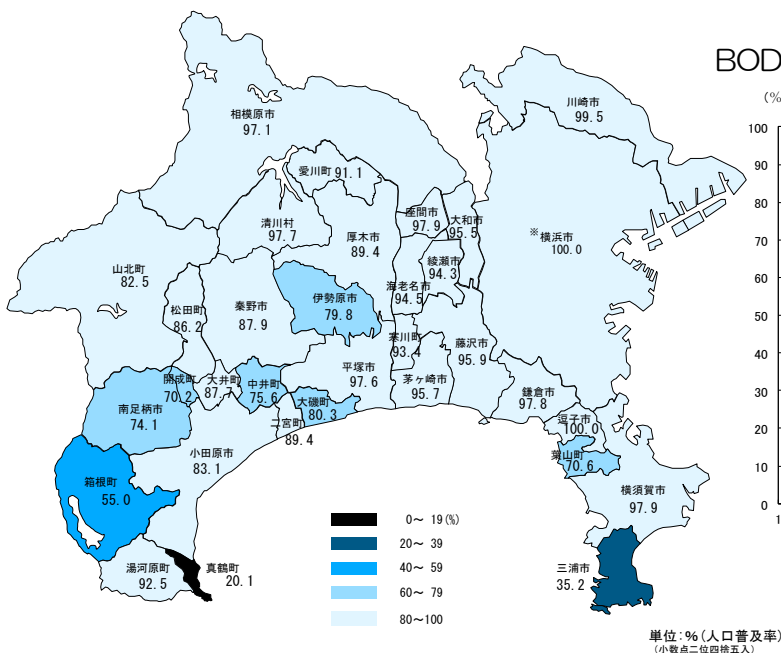 BOD
(%
川崎市
99.5
相模原市
97.1
愛川町 91.1
座間市
97.9
大和市
95.5
清川村
97.7
厚木市
89.4
※横浜市
100.0
綾瀬市
94.3
山北町
82.5
松田町
86.2
秦野市
87.9
伊勢原市
79.8
海老名市
94.5
寒川町
93.4
藤沢市
95.9
開成町
70.2
大井町
87.7
中井町
75.6
平塚市
97.6
茅ヶ崎市
95.7
鎌倉市
97.8
南足柄市
74.1
大磯町
80.3
二宮町
89.4
逗子市
100.0
葉山町
70.6
小田原市
83.1
箱根町
55.0
横須賀市
97.9
湯河原町
92.5
真鶴町
20.1
三浦市
35.2
0～ 19(%)
20～ 39
40～ 59
60～ 79
80～100
単位：％(人口普及率)
(小数点二位四捨五入)
100
90
80
70
60
50
40
30
20
10
0
1